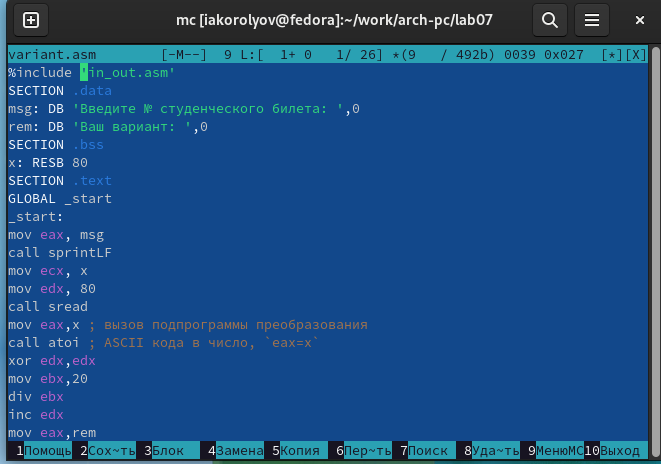 mc [iakorolyov@fedora]:~/work/arch-pc/lab07
variant.asm [-M--] 9 L:[ 1+ 0 1/ 26] *(9 / 492b) 0039 0x027 [*][X]
%include 'in_out.asm'
SECTION .data
msg: DB 'Введите № студенческого билета: ',0
rem: DB 'Ваш вариант: ',0
SECTION .bss
x: RESB 80
SECTION .text
GLOBAL _start
_start:
mov eax, msg
call sprintLF
mov ecx, x
mov edx, 80
call sread
mov eax,x ; вызов подпрограммы преобразования
call atoi ; ASCII кода в число, `eax=x`
xor edx,edx
mov ebx,20
div ebx
inc edx
mov eax,rem
1Помощь 2Сох~ть 3Блок 4Замена 5Копия 6Пер~ть 7Поиск 8Уда~ть 9МенюMC 10Выход